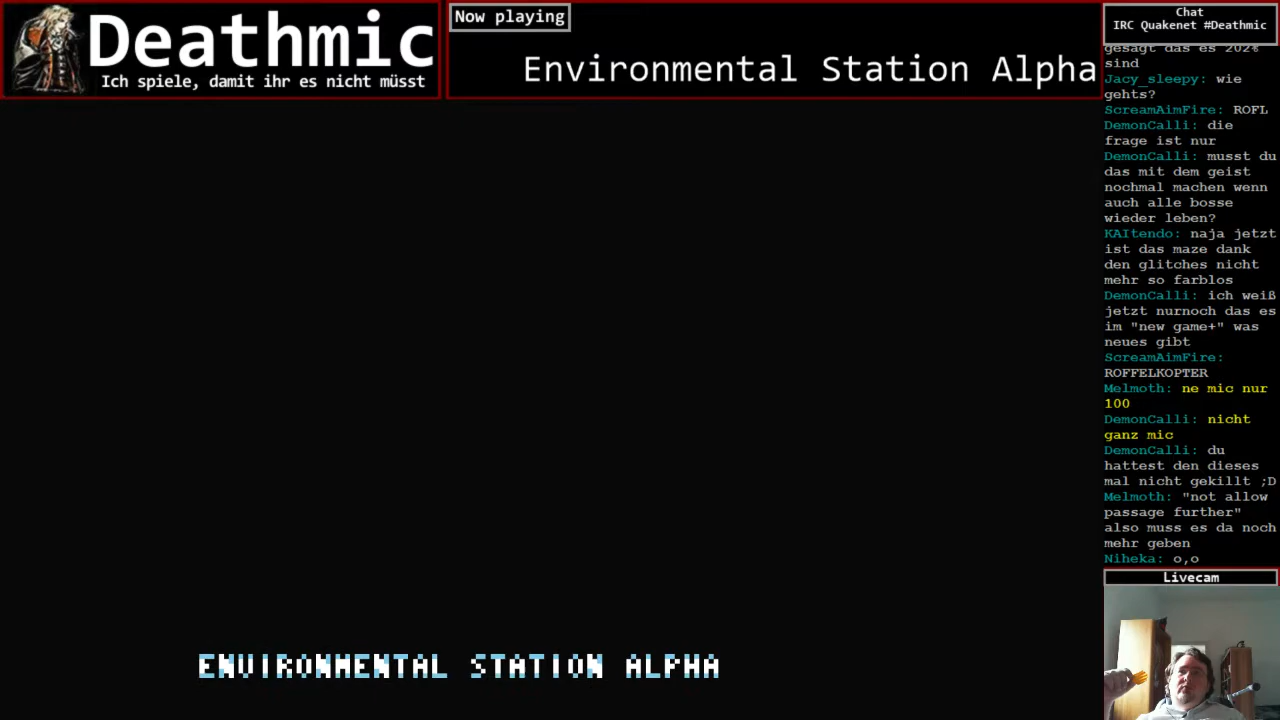 Deathmic
Ich spiele, damit ihr es nicht müsst
Now playing
Environmental Station Alpha
Chat
IRC Quakenet #Deathmic
gesagt das es 202%
sind
Jacy_sleepy: wie
gehts?
ScreamAimFire: ROFL
DemonCalli: die
frage ist nur
DemonCalli: musst du
das mit dem geist
nochmal machen wenn
auch alle bosse
wieder leben?
KAItendo: naja jetzt
ist das maze dank
den glitches nicht
mehr so farblos
DemonCalli: ich weiß
jetzt nurnoch das es
im "new game+" was
neues gibt
ScreamAimFire:
ROFFELKOPTER
Melmoth: ne mic nur
100
DemonCalli: nicht
ganz mic
DemonCalli: du
hattest den dieses
mal nicht gekillt ;D
Melmoth: "not allow
passage further"
also muss es da noch
mehr geben
Niheka: o,o
Livecam
ENVIRONMENTAL STATION ALPHA